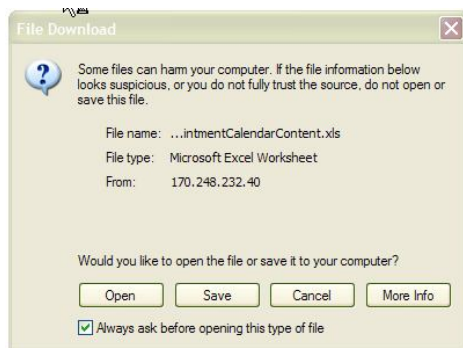 File Download
Some files can harm your computer. If the file information below
looks suspicious, or you do not fully trust the source, do not open or
save this file.
File name: ...intmentCalendarContent.xls
File type: Microsoft Excel Worksheet
From: 170.248.232.40
Would you like to open the file or save it to your computer?
Open Save Cancel More Info
Always ask before opening this type of file